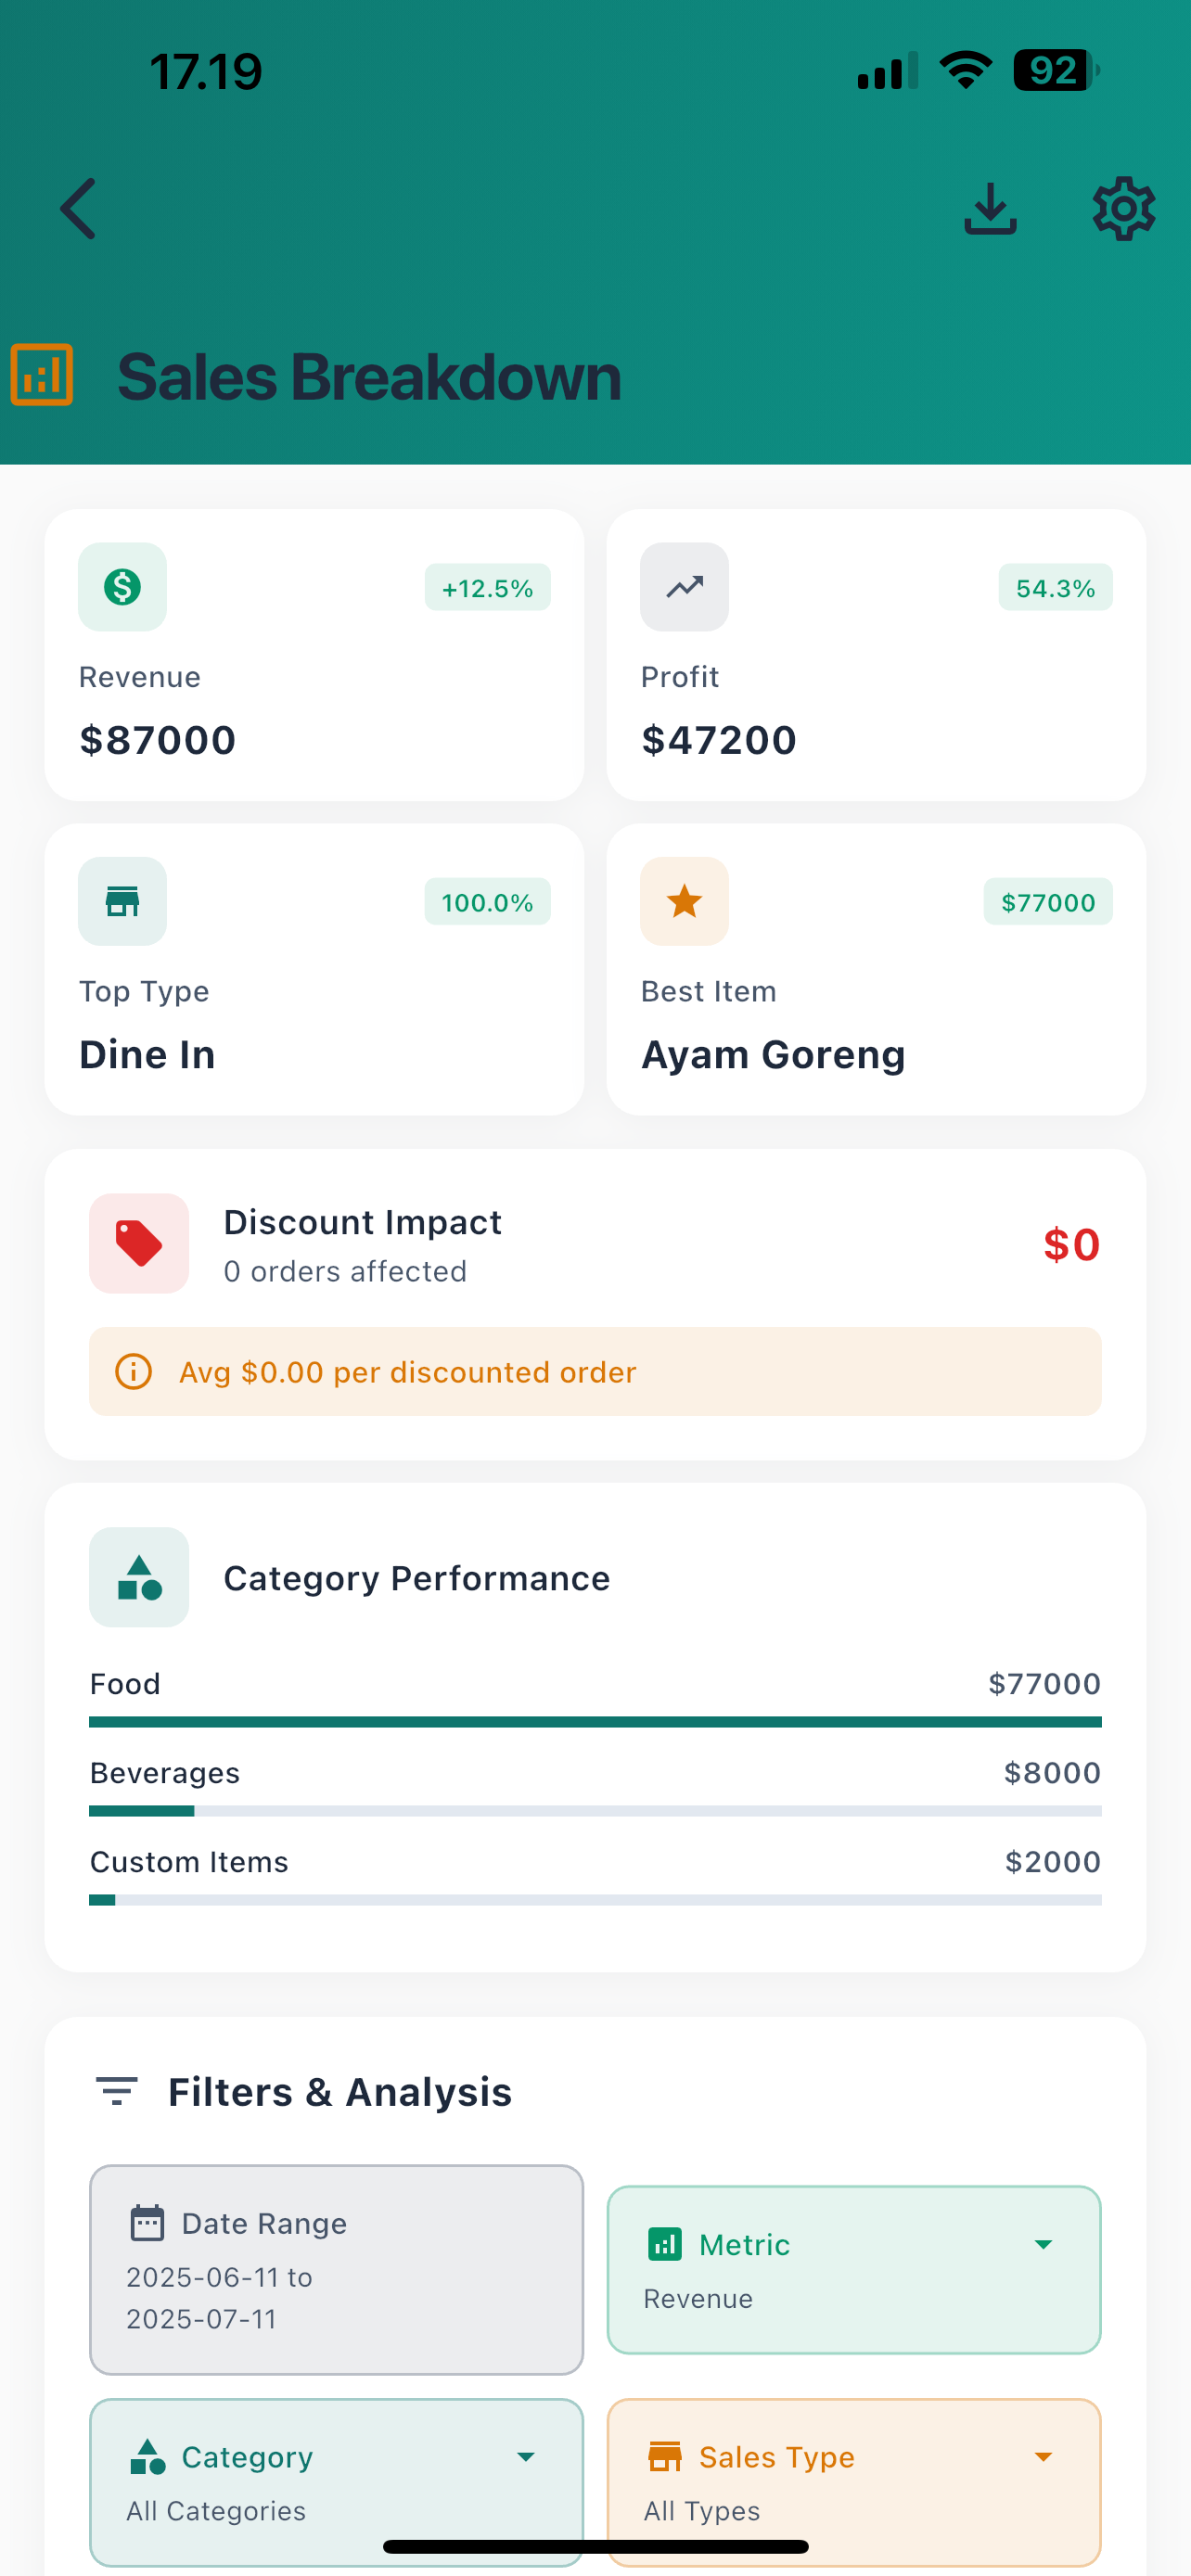 17.19
92
Sales Breakdown
+12.5%
Revenue
$87000
54.3%
Profit
$47200
100.0%
Top Type
Dine In
$77000
Best Item
Ayam Goreng
Discount Impact
0 orders affected
$0
Avg $0.00 per discounted order
Category Performance
Food $77000
Beverages $8000
Custom Items $2000
Filters & Analysis
Date Range
2025-06-11 to
2025-07-11
Metric
Revenue
Category
All Categories
Sales Type
All Types